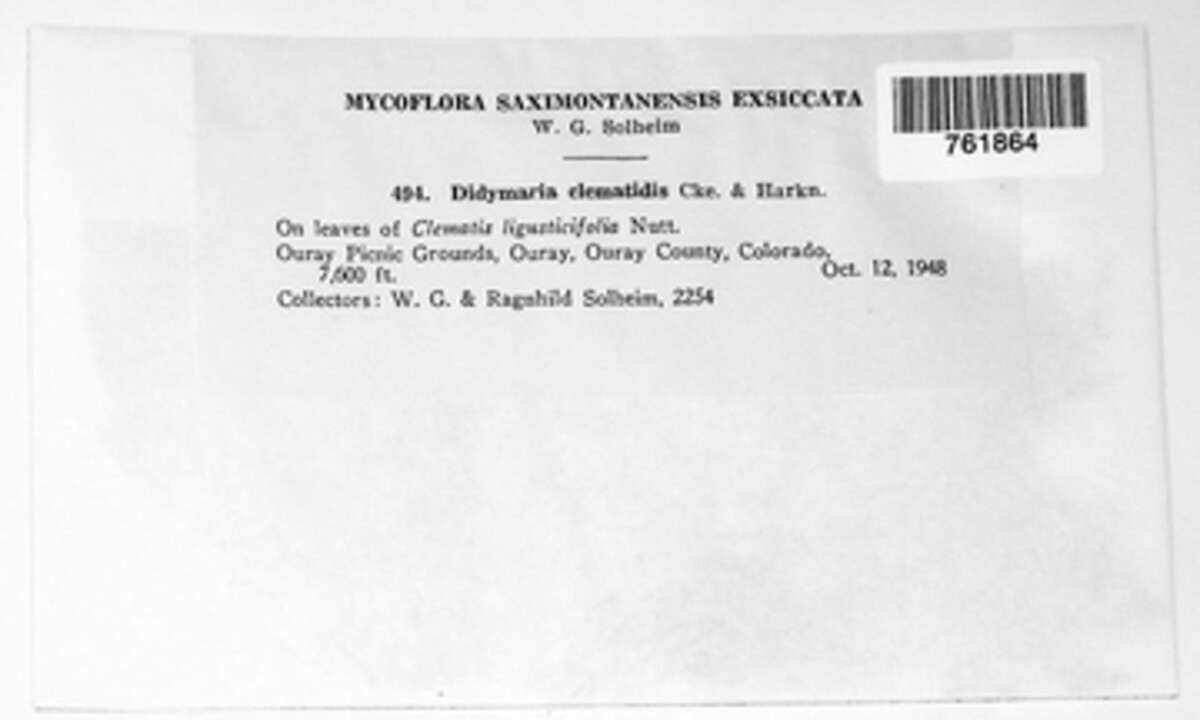 MYCOFLORA SAXIMONTANENSIS EXSICCATA
W. G. Solheim
761864
494. Didymaria clematidis Cke. & Harkn.
On leaves of Clematis ligusticifolia Nutt.
Ouray Picnic Grounds, Ouray, Ouray County, Colorado,
7,600 ft.
Oct. 12, 1948
Collectors: W. G. & Ragnhild Solheim, 2254